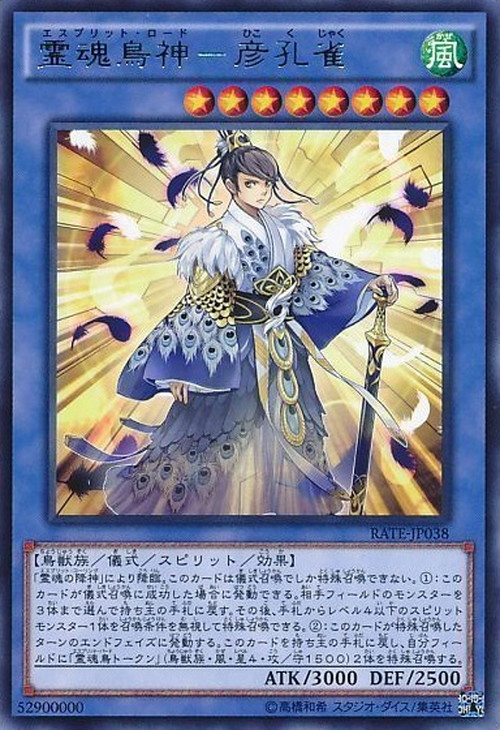 エスプリット・ロード ひこ くじゃく
霊魂鳥神－彦孔雀
風
RATE-JP038
【鳥獣族／儀式／スピリット／効果】
「霊魂の降神」により降臨。このカードは儀式召喚でしか特殊召喚できない。①：この
カードが儀式召喚に成功した場合に発動できる。相手フィールドのモンスターを
３体まで選んで持ち主の手札に戻す。その後、手札からレベル４以下のスピリット
モンスター１体を召喚条件を無視して特殊召喚できる。②：このカードが特殊召喚した
ターンのエンドフェイズに発動する。このカードを持ち主の手札に戻し、自分フィー
ルドに「霊魂鳥トークン」（鳥獣族・風・星４・攻／守１５００）２体を特殊召喚する。
ATK/3000 DEF/2500
52900000 ©高橋和希 スタジオ・ダイス/集英社